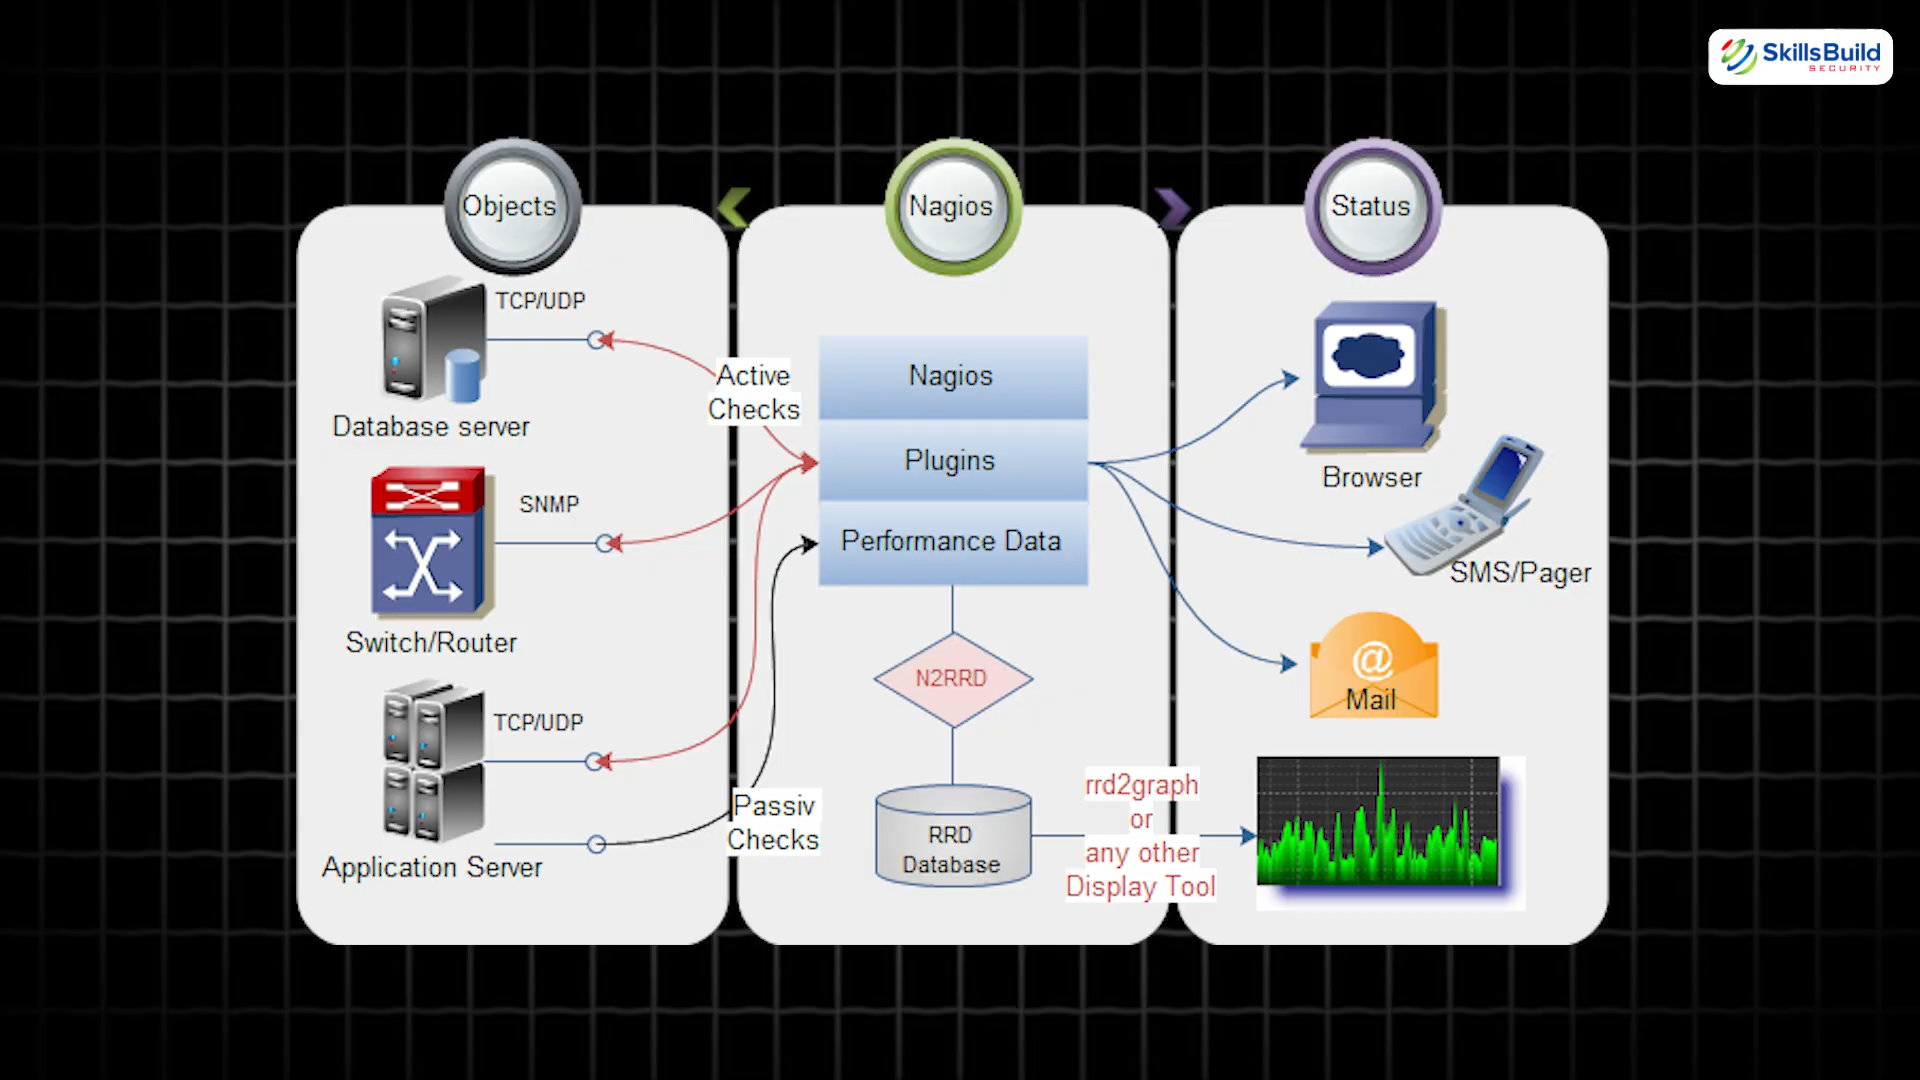 SkillsBuild
SECURITY
Objects
Nagios
Status
TCP/UDP
Database server
SNMP
Switch/Router
TCP/UDP
Application Server
Active
Checks
Passiv
Checks
Nagios
Plugins
Performance Data
N2RRD
RRD
Database
rrd2graph
or
any other
Display Tool
Browser
SMS/Pager
@
Mail